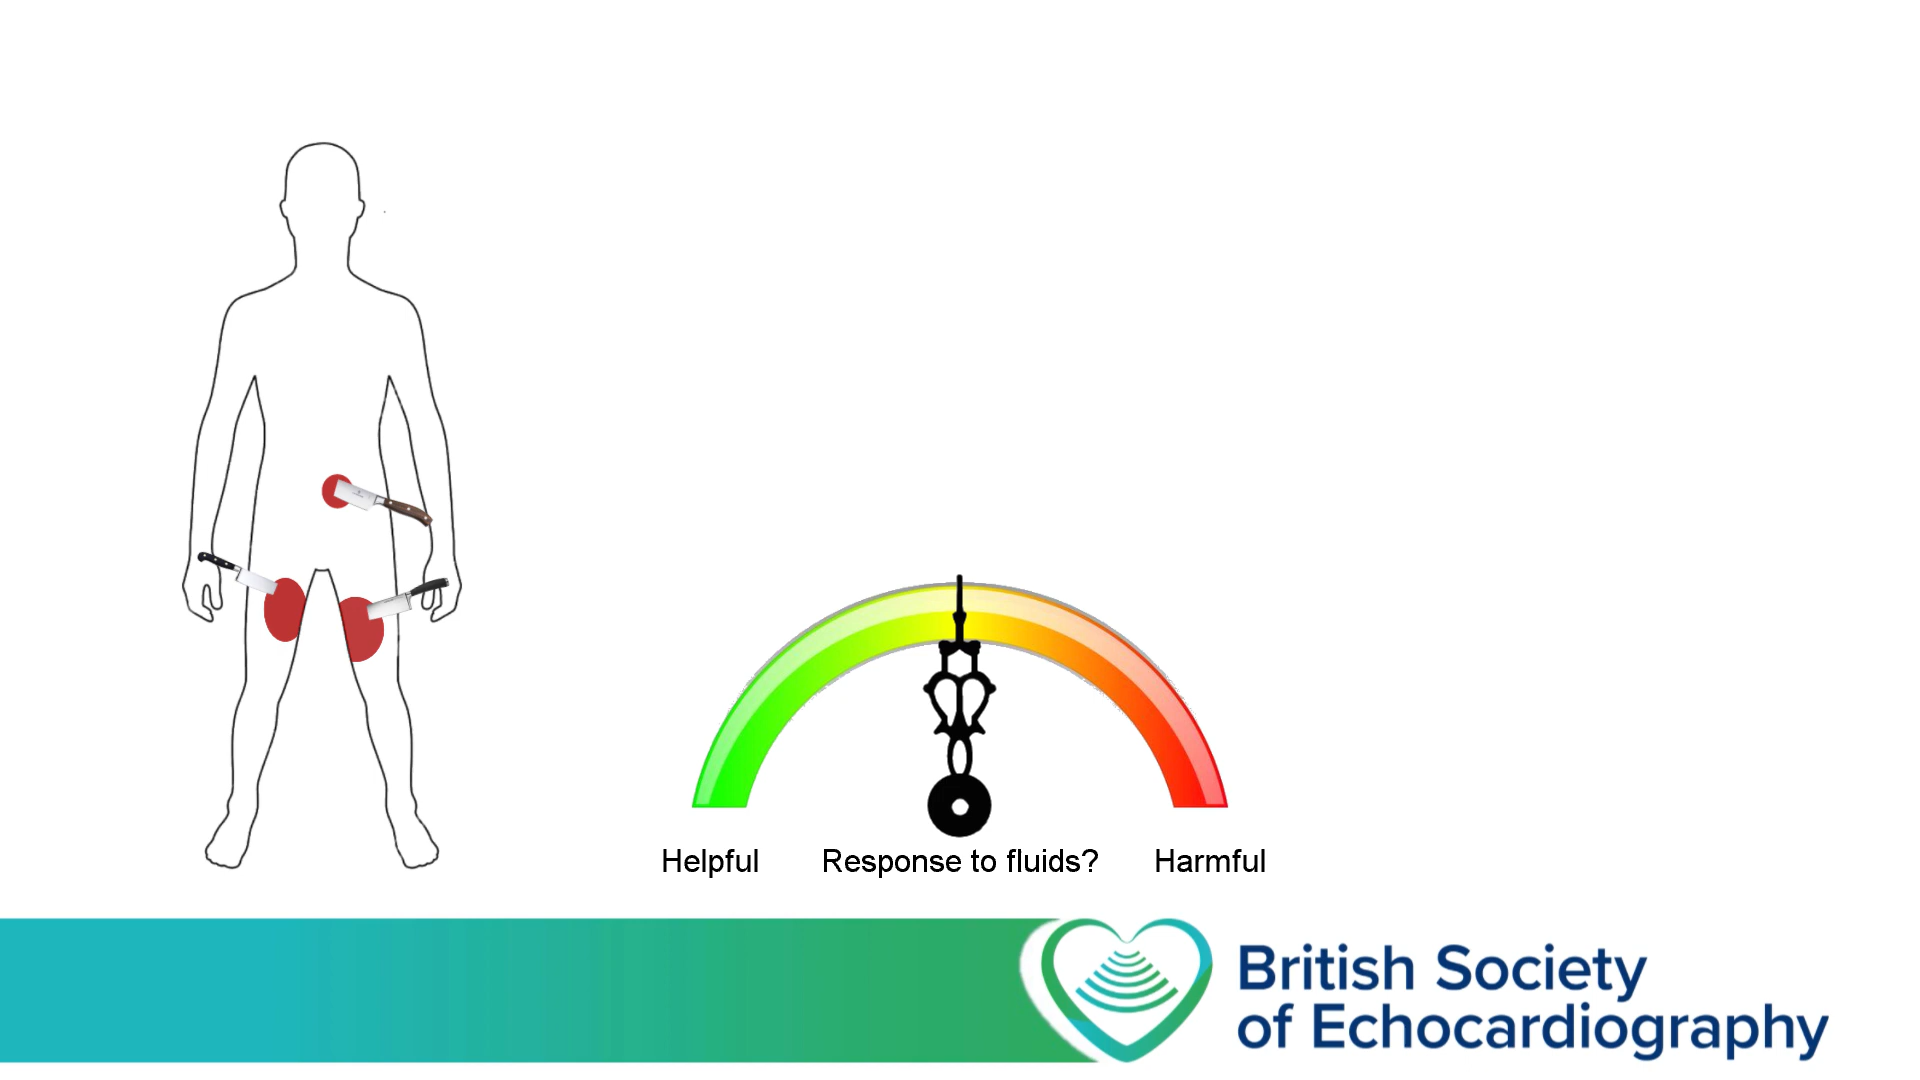 Helpful
Response to fluids?
Harmful
British Society
of Echocardiography